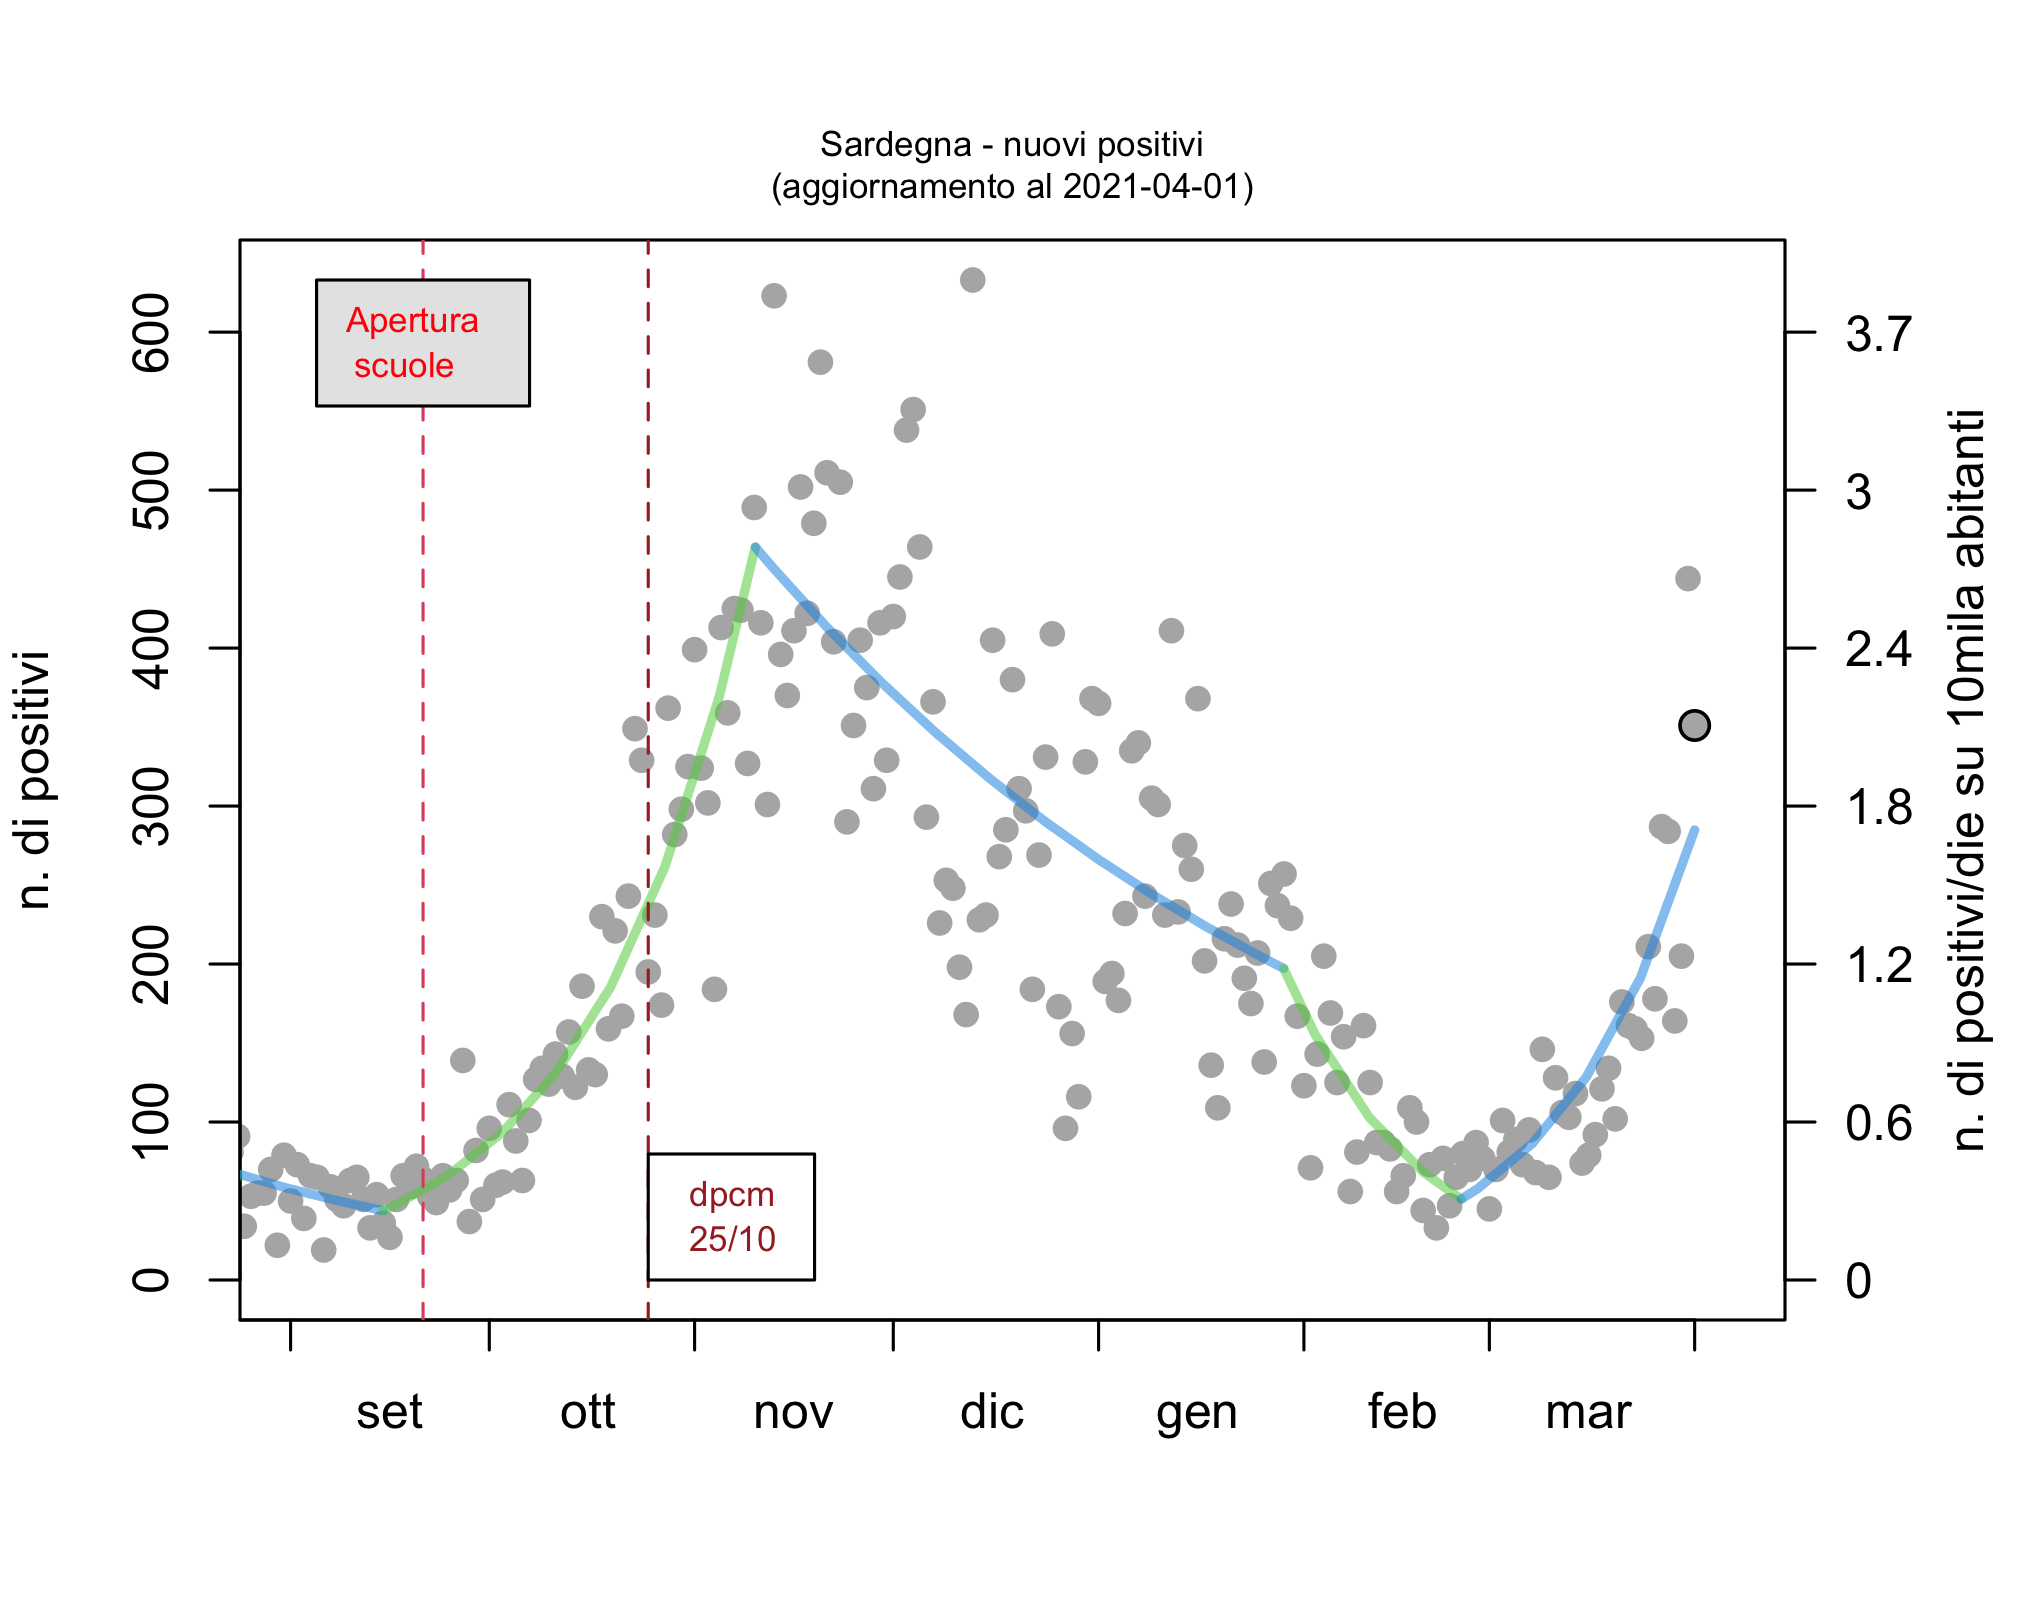 Sardegna - nuovi positivi
(aggiornamento al 2021-04-01)
n. di positivi
600
500
400
300
200
100
0
Apertura
scuole
dpcm
25/10
3.7
3
2.4
1.8
1.2
0.6
0
n. di positivi/die su 10mila abitanti
set ott nov dic gen feb mar